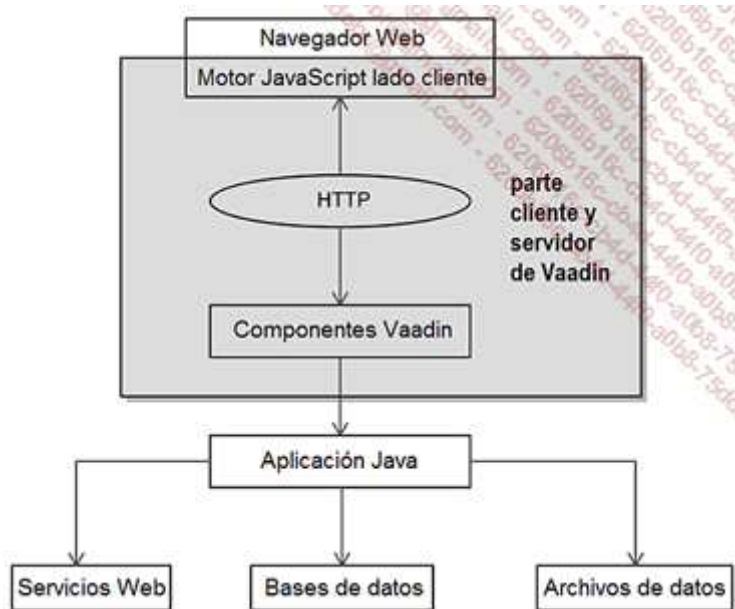 Navegador Web
Motor JavaScript lado cliente
HTTP
parte
cliente y
servidor
de Vaadin
Componentes Vaadin
Aplicación Java
Servicios Web
Bases de datos
Archivos de datos